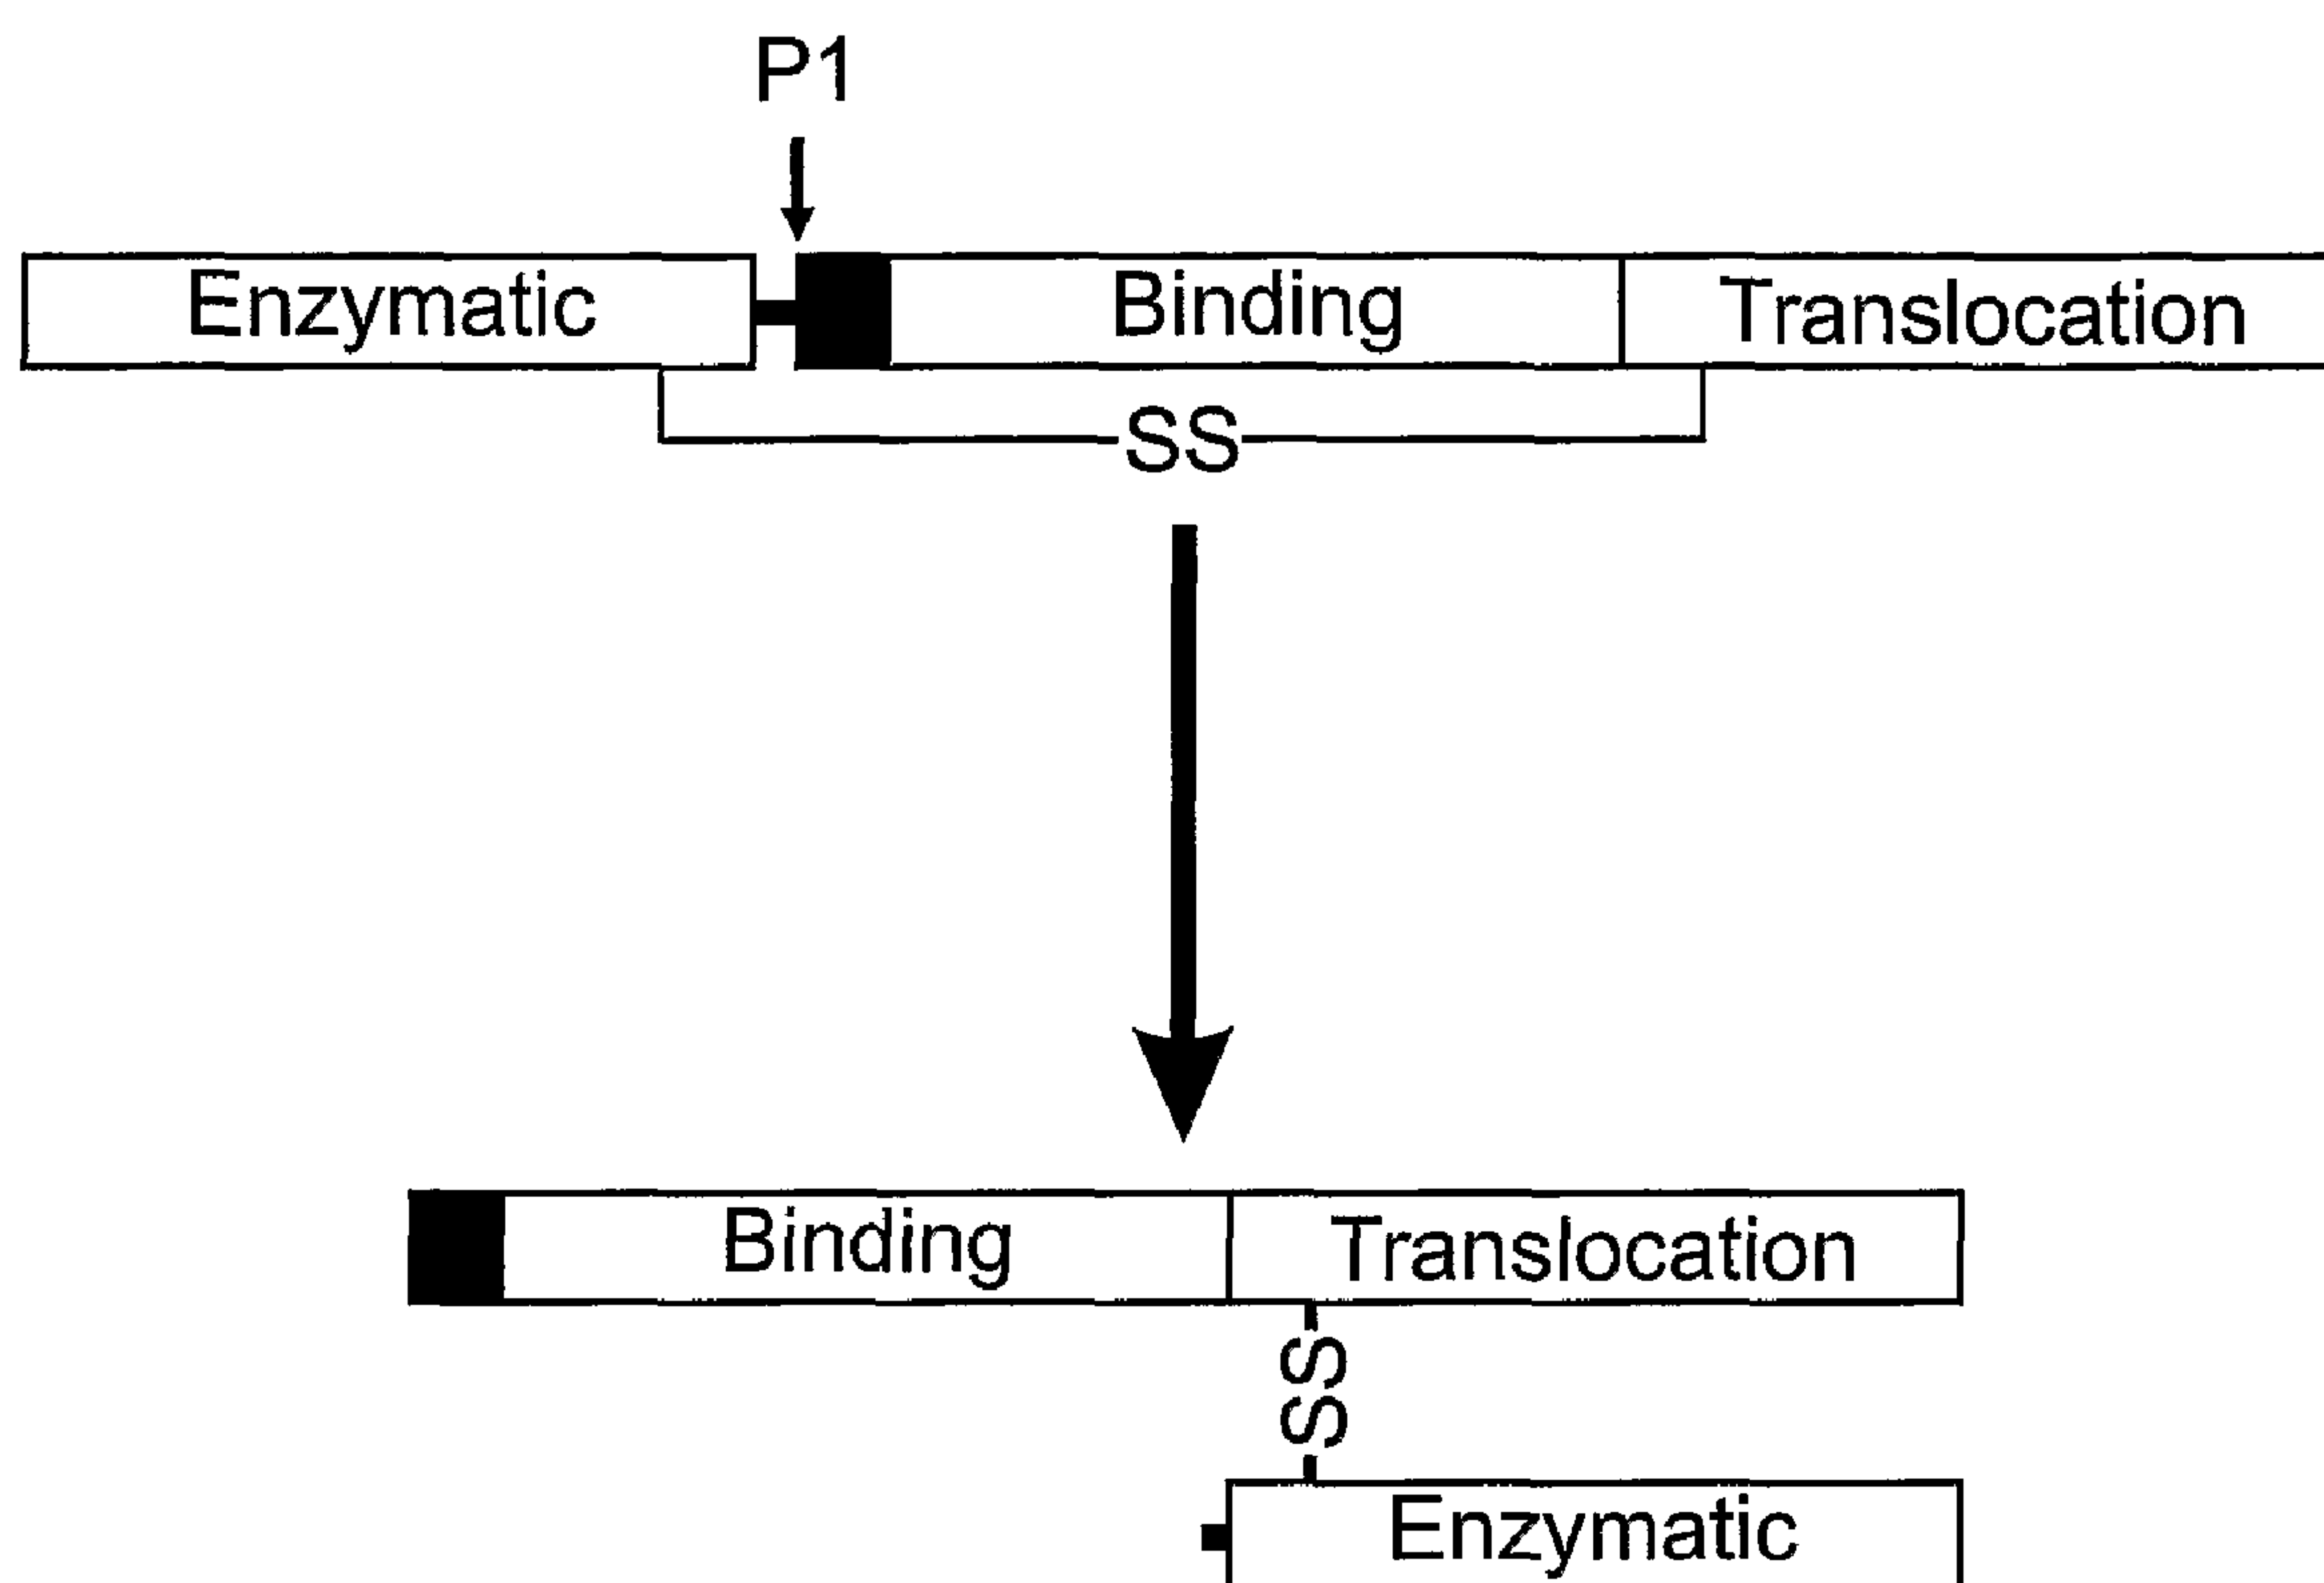 P1
Enzymatic Binding Translocation
SS
Binding Translocation
SS
Enzymatic